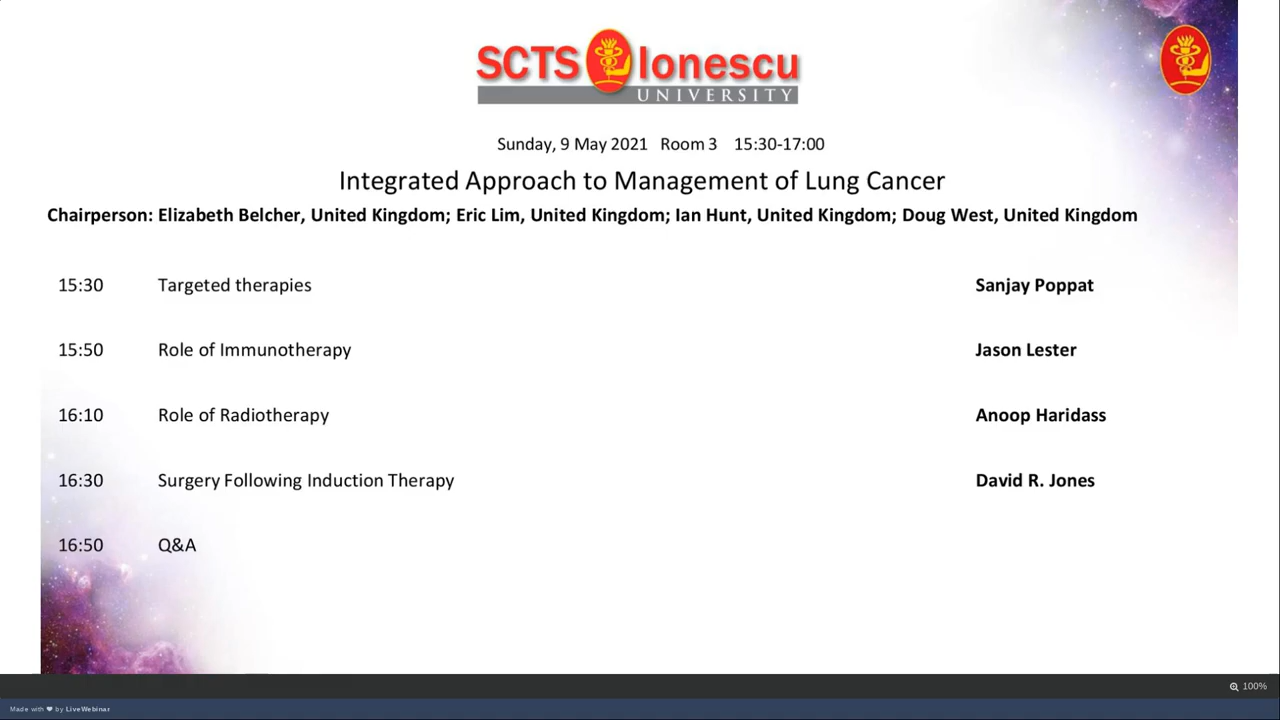 SCTS Ionescu
UNIVERSITY
Sunday, 9 May 2021 Room 3 15:30-17:00
Integrated Approach to Management of Lung Cancer
Chairperson: Elizabeth Belcher, United Kingdom; Eric Lim, United Kingdom; Ian Hunt, United Kingdom; Doug West, United Kingdom
15:30 Targeted therapies Sanjay Poppat
15:50 Role of Immunotherapy Jason Lester
16:10 Role of Radiotherapy Anoop Haridass
16:30 Surgery Following Induction Therapy David R. Jones
16:50 Q&A
100%
Made with ❤ by LiveWebinar